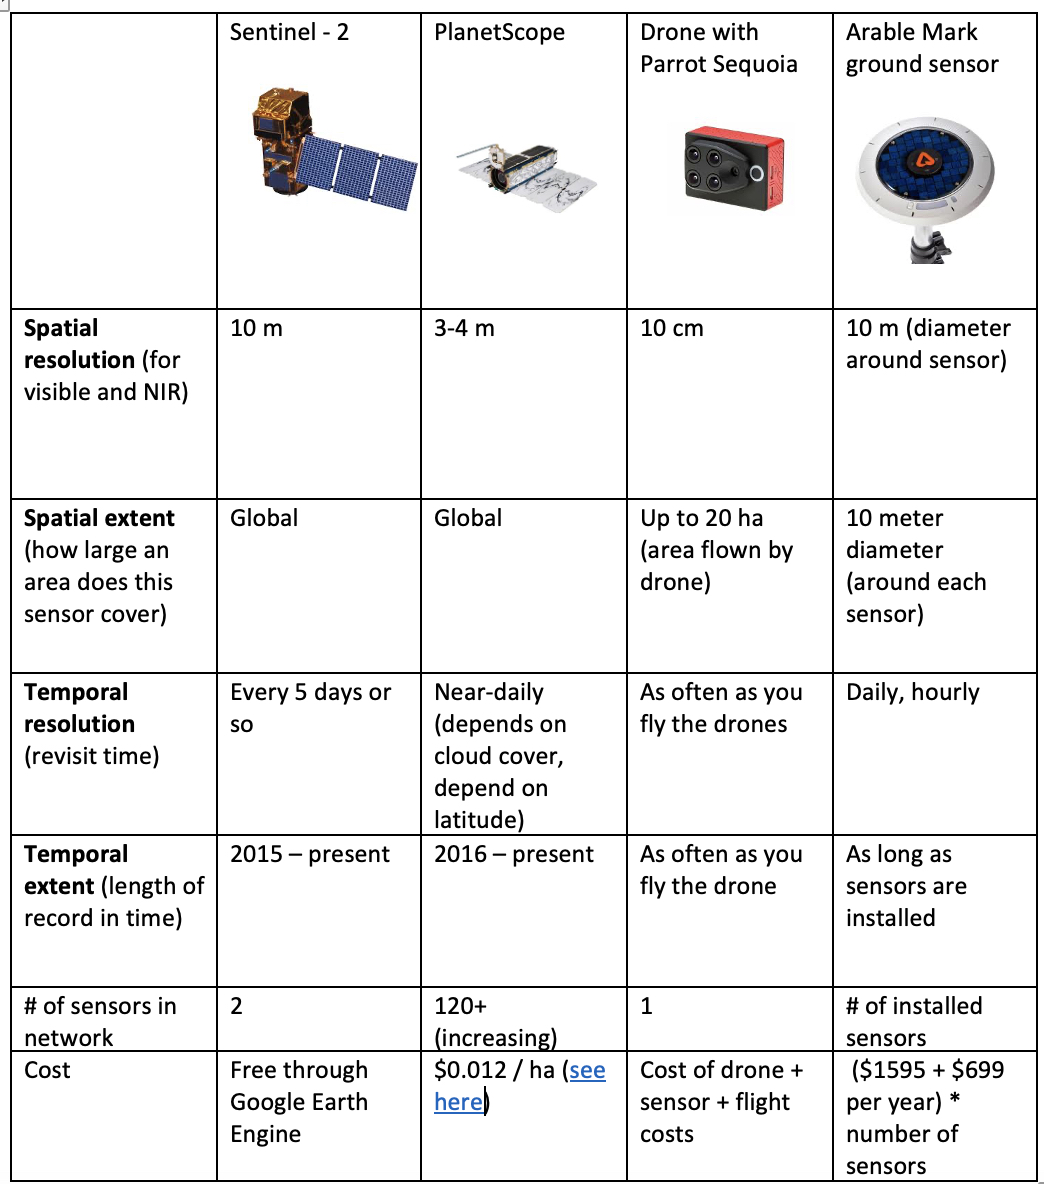 Sentinel - 2
PlanetScope
Drone with
Parrot Sequoia
Arable Mark
ground sensor
Spatial
resolution (for
visible and NIR)
10 m
3-4 m
10 cm
10 m (diameter
around sensor)
Spatial extent
(how large an
area does this
sensor cover)
Global
Global
Up to 20 ha
(area flown by
drone)
10 meter
diameter
(around each
sensor)
Temporal
resolution
(revisit time)
Every 5 days or
so
Near-daily
(depends on
cloud cover,
depend on
latitude)
As often as you
fly the drones
Daily, hourly
Temporal
extent (length of
record in time)
2015 – present
2016 – present
As often as you
fly the drone
As long as
sensors are
installed
# of sensors in
network
2
120+
(increasing)
1
# of installed
sensors
Cost
Free through
Google Earth
Engine
$0.012 / ha (see
here)
Cost of drone +
sensor + flight
costs
($1595 + $699
per year) *
number of
sensors